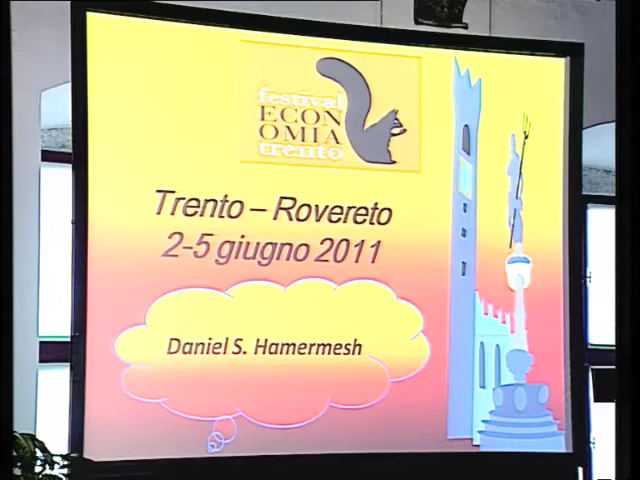 festival
ECON
OMIA
trento
Trento – Rovereto
2-5 giugno 2011
Daniel S. Hamermesh